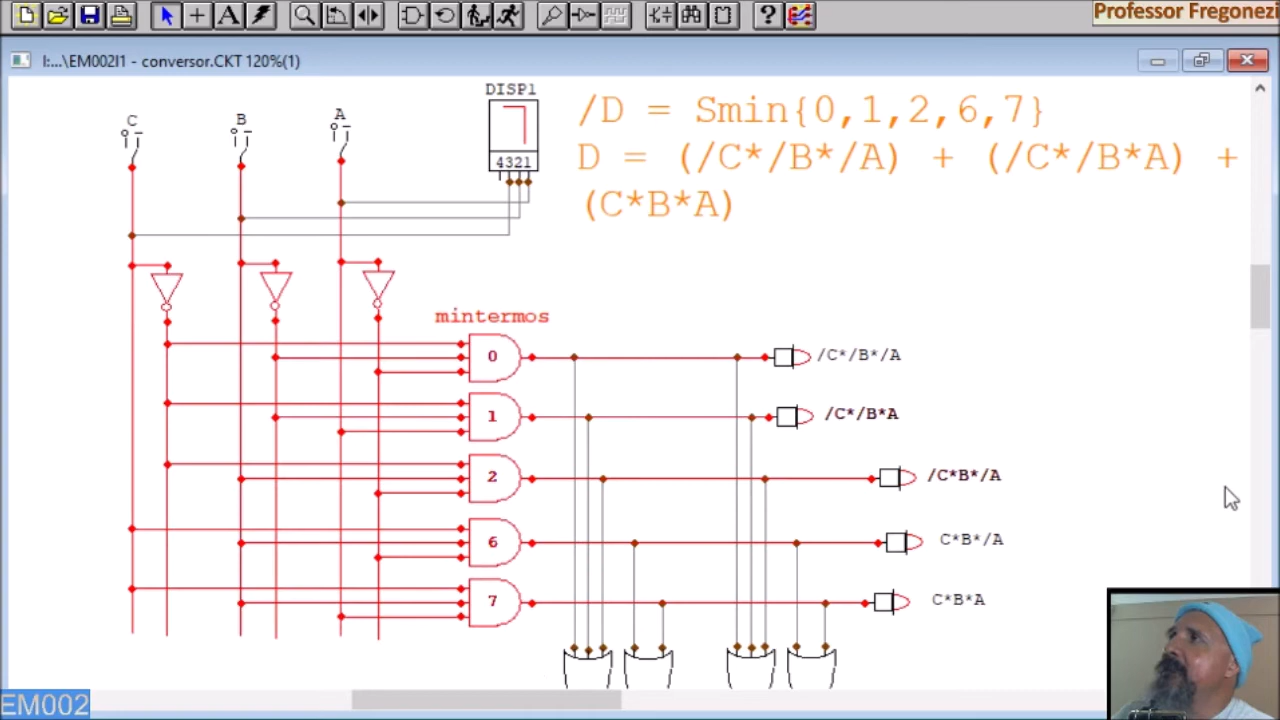 Professor Fregonezi
I:...\EM002I1 - conversor.CKT 120%(1)
DISP1
4321
C
B
A
/D = Smin{0,1,2,6,7}
D = (/C*/B*/A) + (/C*/B*A) +
(C*B*A)
mintermos
0
/C*/B*/A
1
/C*/B*A
2
/C*B*/A
6
C*B*/A
7
C*B*A
EM002